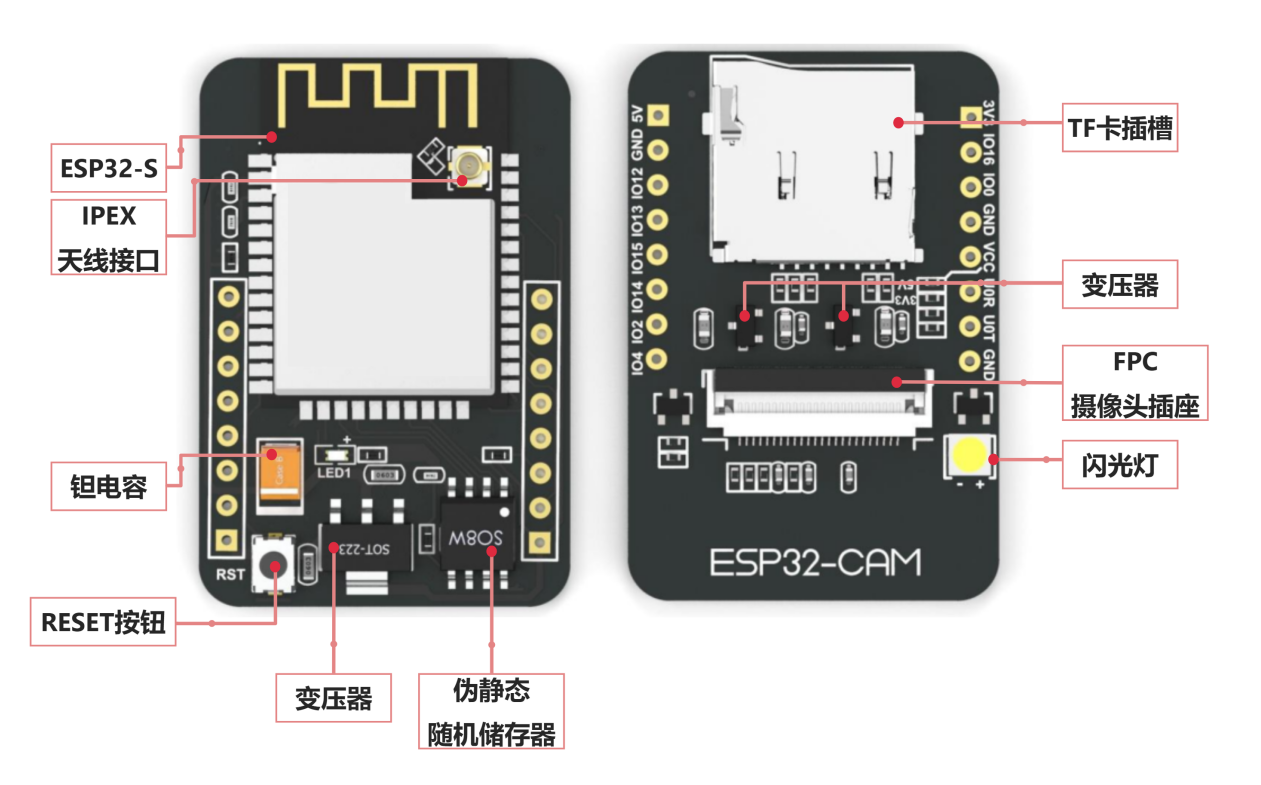 ESP32-S
IPEX
天线接口
钽电容
RESET按钮
变压器
伪静态
随机储存器
Case-B
LED1
+
SOT-223
SO8W
RST
5V
GND
IO12
IO13
IO15
IO14
IO2
IO4
3V3
IO16
IO0
GND
VCC
U0R
U0T
GND
5V
3V3
- +
ESP32-CAM
TF卡插槽
变压器
FPC
摄像头插座
闪光灯